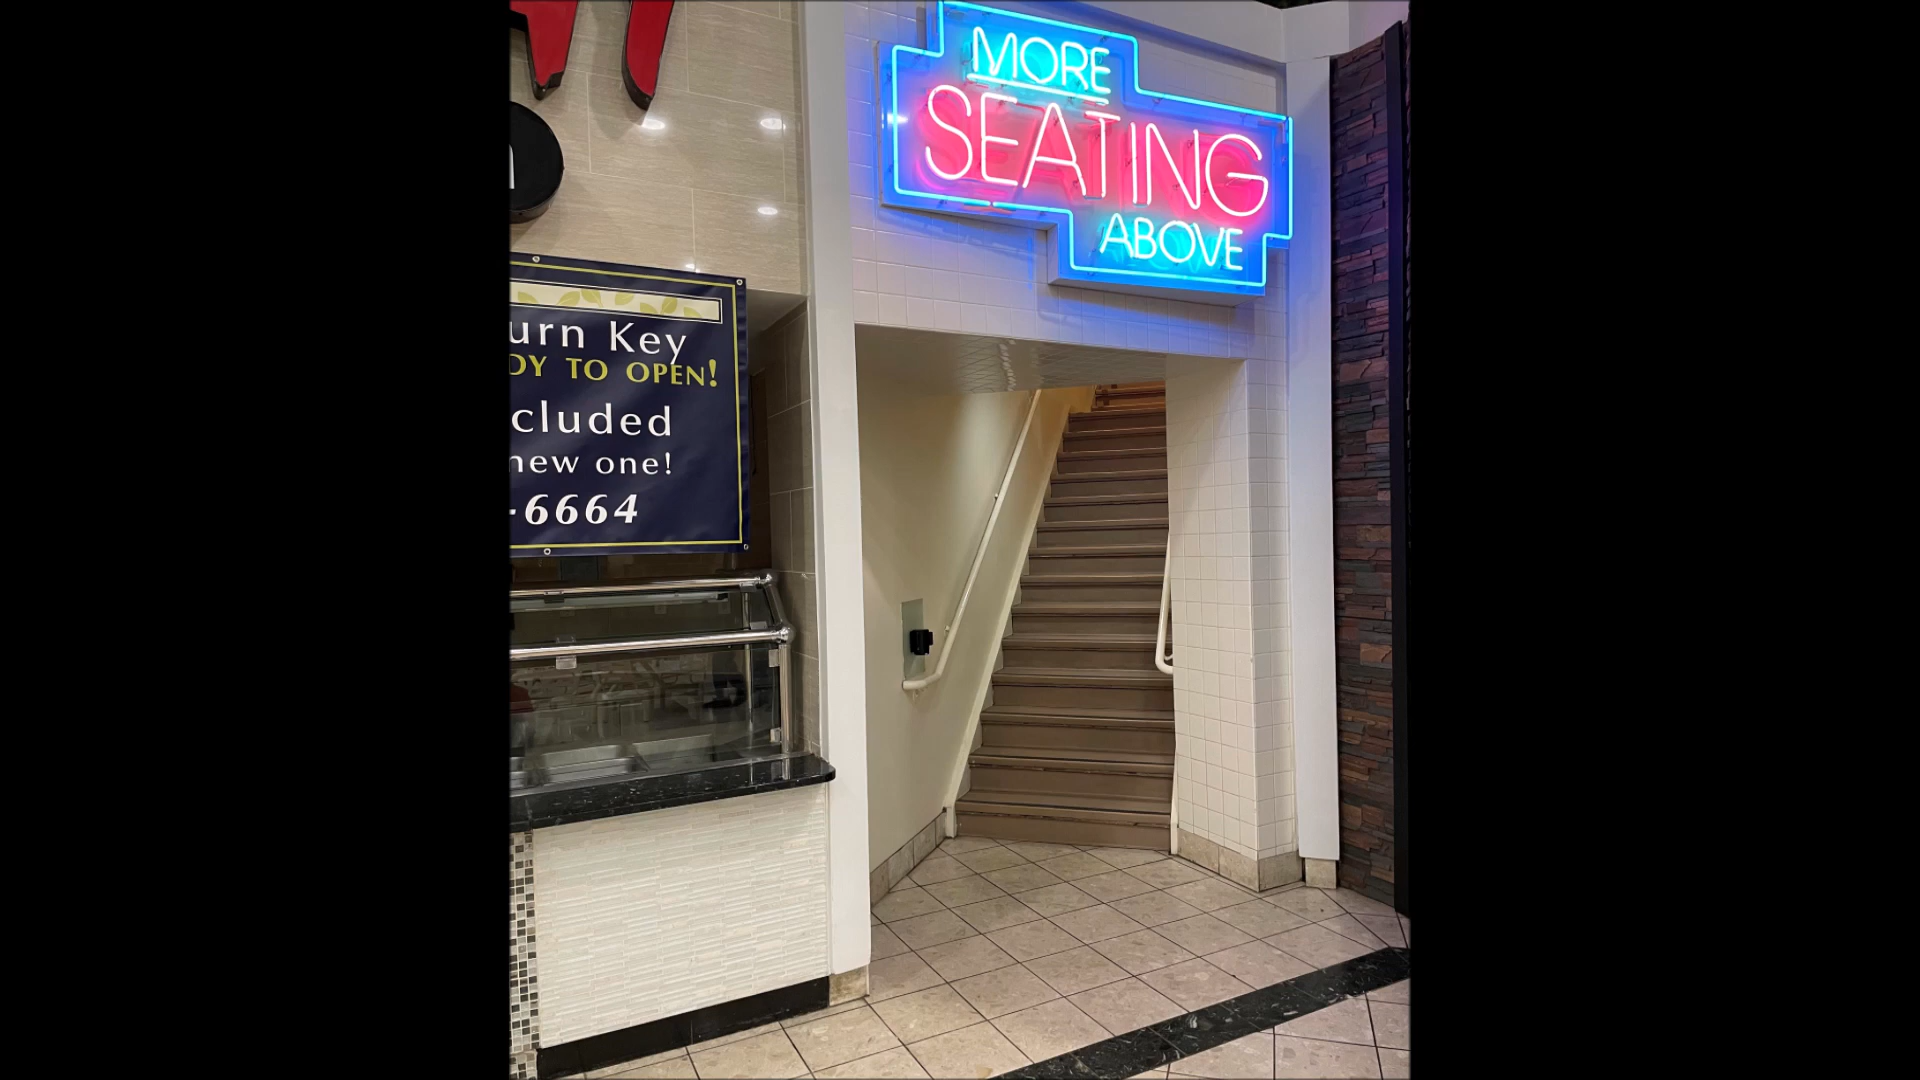 MORE
SEATING
ABOVE
urn Key
DY TO OPEN!
cluded
new one!
-6664